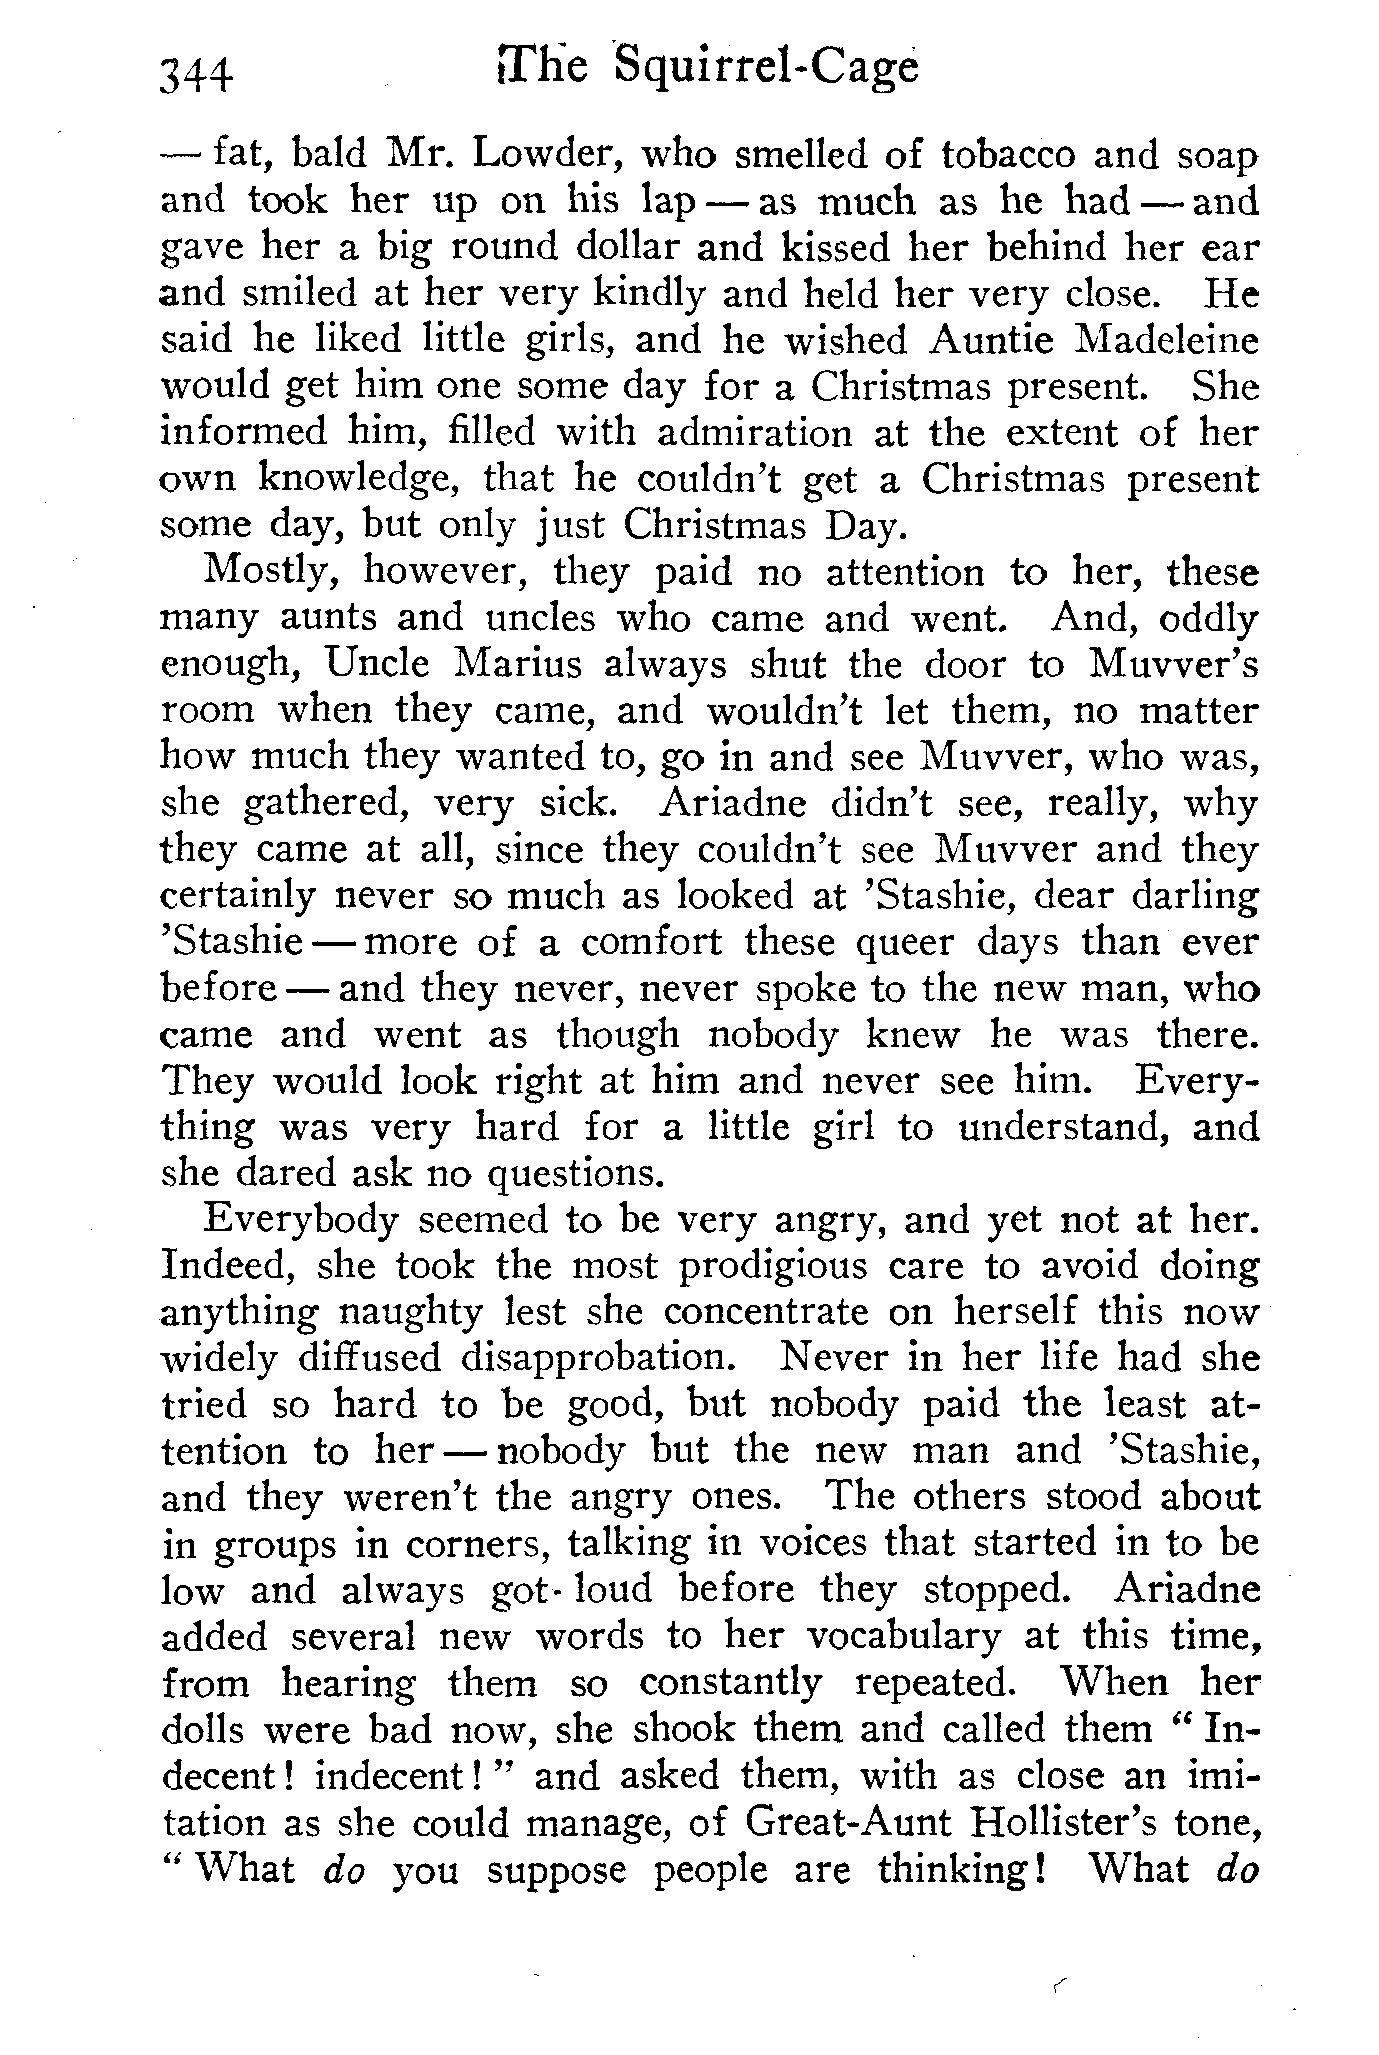 344 The Squirrel-Cage
— fat, bald Mr. Lowder, who smelled of tobacco and soap
and took her up on his lap — as much as he had — and
gave her a big round dollar and kissed her behind her ear
and smiled at her very kindly and held her very close. He
said he liked little girls, and he wished Auntie Madeleine
would get him one some day for a Christmas present. She
informed him, filled with admiration at the extent of her
own knowledge, that he couldn't get a Christmas present
some day, but only just Christmas Day.
Mostly, however, they paid no attention to her, these
many aunts and uncles who came and went. And, oddly
enough, Uncle Marius always shut the door to Muvver's
room when they came, and wouldn't let them, no matter
how much they wanted to, go in and see Muvver, who was,
she gathered, very sick. Ariadne didn't see, really, why
they came at all, since they couldn't see Muvver and they
certainly never so much as looked at 'Stashie, dear darling
'Stashie — more of a comfort these queer days than ever
before — and they never, never spoke to the new man, who
came and went as though nobody knew he was there.
They would look right at him and never see him. Every-
thing was very hard for a little girl to understand, and
she dared ask no questions.
Everybody seemed to be very angry, and yet not at her.
Indeed, she took the most prodigious care to avoid doing
anything naughty lest she concentrate on herself this now
widely diffused disapprobation. Never in her life had she
tried so hard to be good, but nobody paid the least at-
tention to her — nobody but the new man and 'Stashie,
and they weren't the angry ones. The others stood about
in groups in corners, talking in voices that started in to be
low and always got loud before they stopped. Ariadne
added several new words to her vocabulary at this time,
from hearing them so constantly repeated. When her
dolls were bad now, she shook them and called them " In-
decent! indecent! " and asked them, with as close an imi-
tation as she could manage, of Great-Aunt Hollister's tone,
" What do you suppose people are thinking! What do